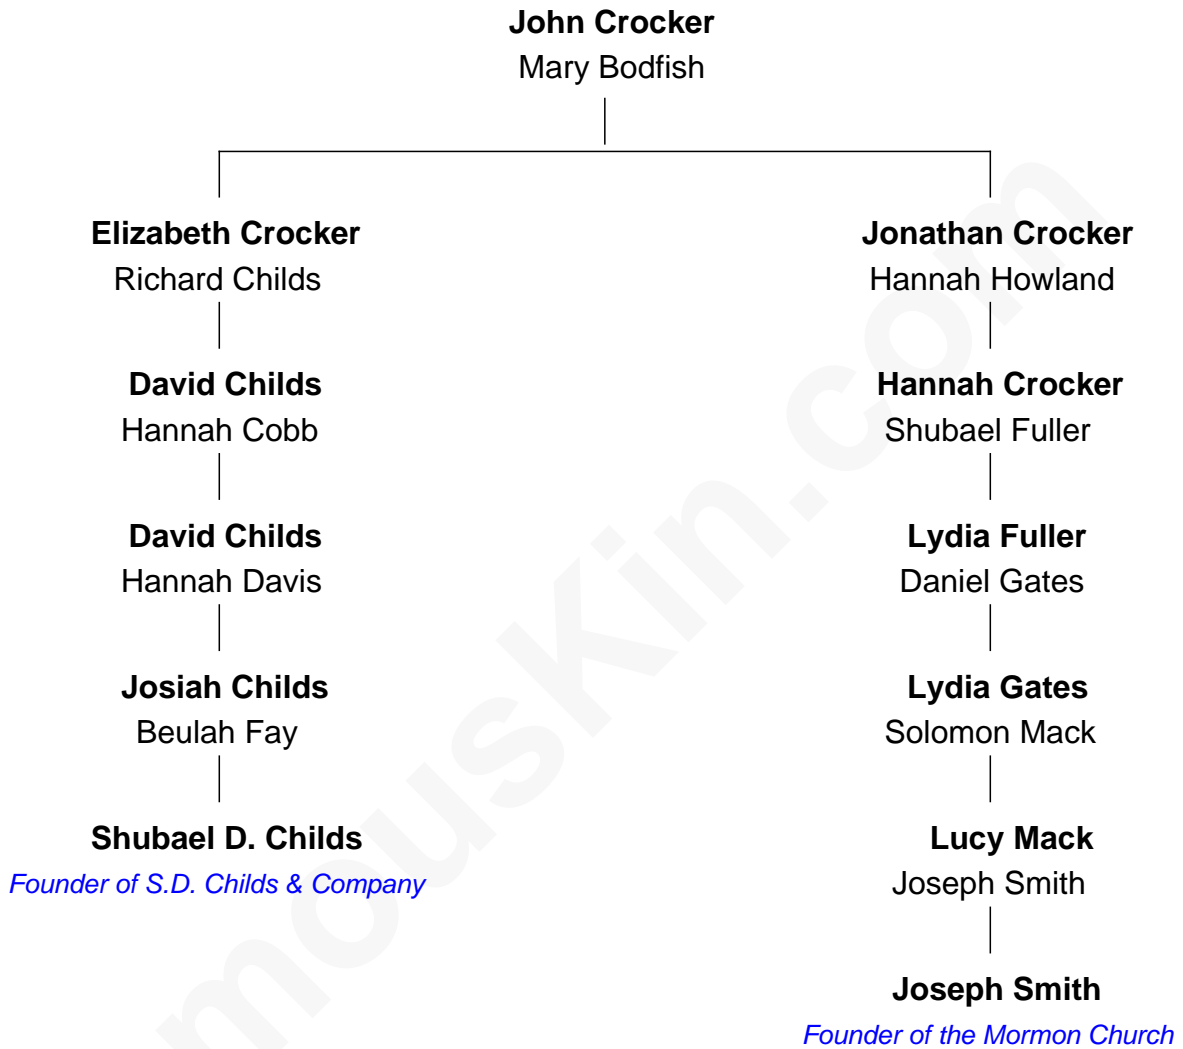 John Crocker
Mary Bodfish
Elizabeth Crocker
Richard Childs
Jonathan Crocker
Hannah Howland
David Childs
Hannah Cobb
Hannah Crocker
Shubael Fuller
David Childs
Hannah Davis
Lydia Fuller
Daniel Gates
Josiah Childs
Beulah Fay
Lydia Gates
Solomon Mack
Shubael D. Childs
Founder of S.D. Childs & Company
Lucy Mack
Joseph Smith
Joseph Smith
Founder of the Mormon Church
mousKin.com